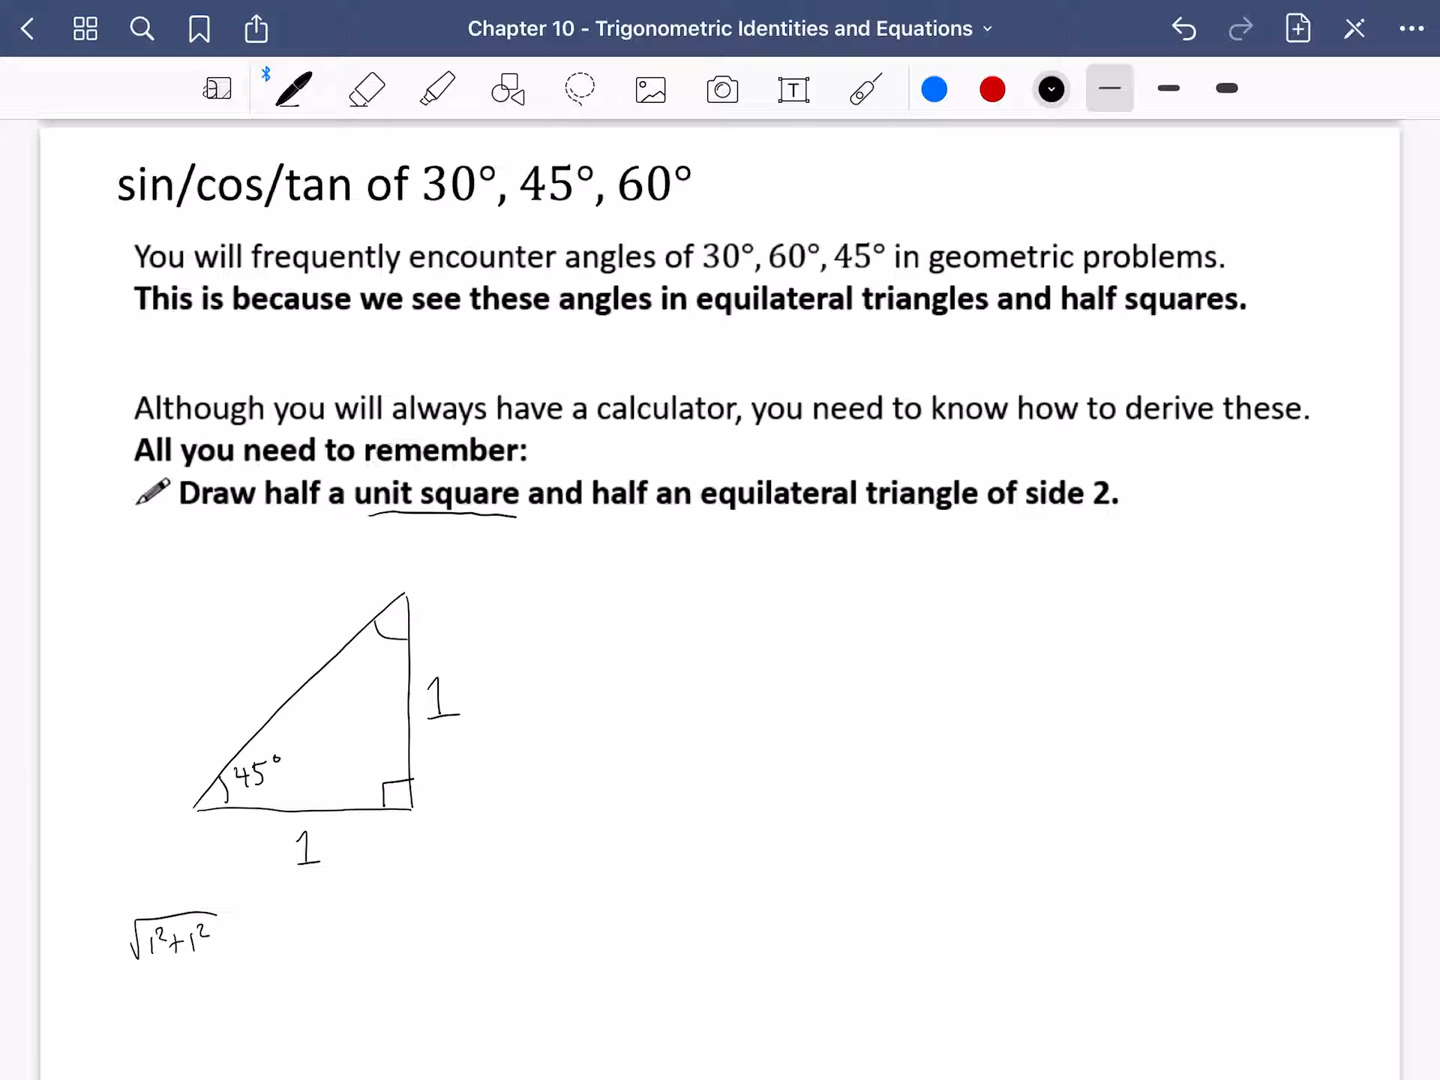 Chapter 10 - Trigonometric Identities and Equations
sin/cos/tan of 30°, 45°, 60°
You will frequently encounter angles of 30°, 60°, 45° in geometric problems.
This is because we see these angles in equilateral triangles and half squares.
Although you will always have a calculator, you need to know how to derive these.
All you need to remember:
Draw half a unit square and half an equilateral triangle of side 2.
1
45°
1
√1²+1²